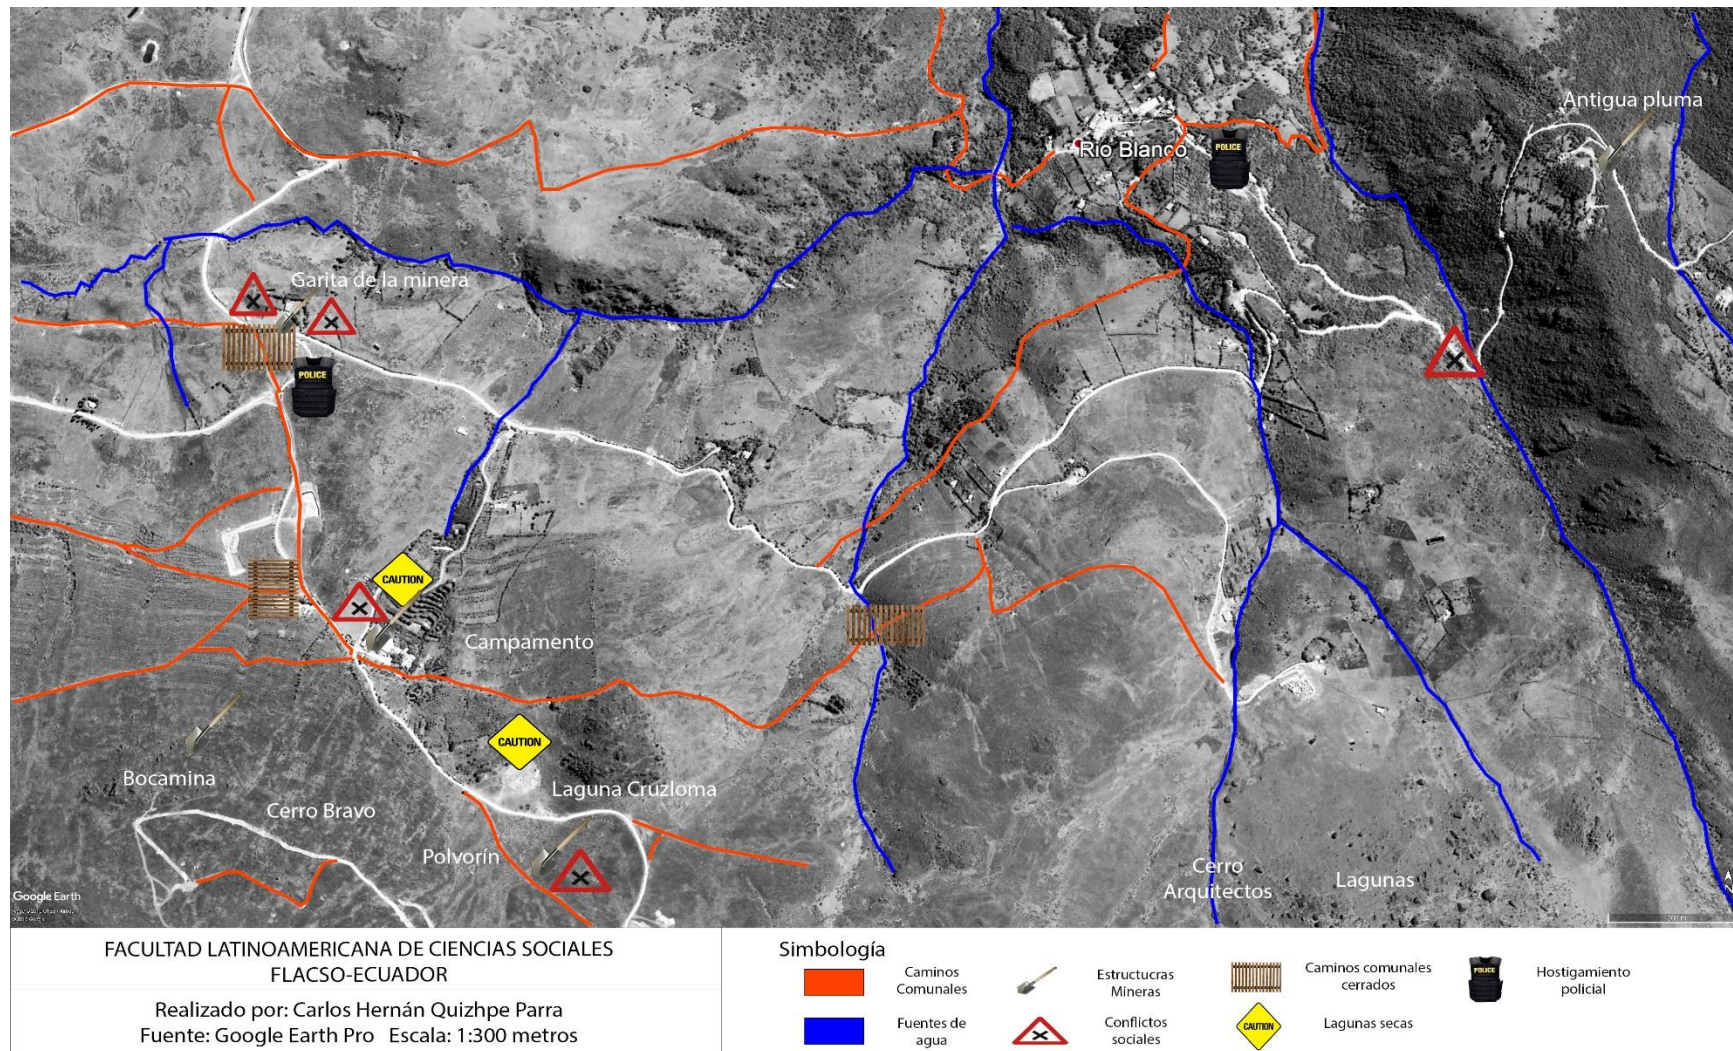 Antigua pluma
POLICE
Río Blanco
Garita de la minera
POLICE
CAUTION
Campamento
CAUTION
Bocamina
Laguna Cruzloma
Cerro Bravo
Polvorín
Cerro
Arquitectos
Lagunas
Google Earth
N
FACULTAD LATINOAMERICANA DE CIENCIAS SOCIALES
FLACSO-ECUADOR
Realizado por: Carlos Hernán Quizhpe Parra
Fuente: Google Earth Pro Escala: 1:300 metros
Simbología
Caminos
Comunales
Estructucras
Mineras
Caminos comunales
cerrados
POLICE
Hostigamiento
policial
Fuentes de
agua
Conflictos
sociales
CAUTION
Lagunas secas